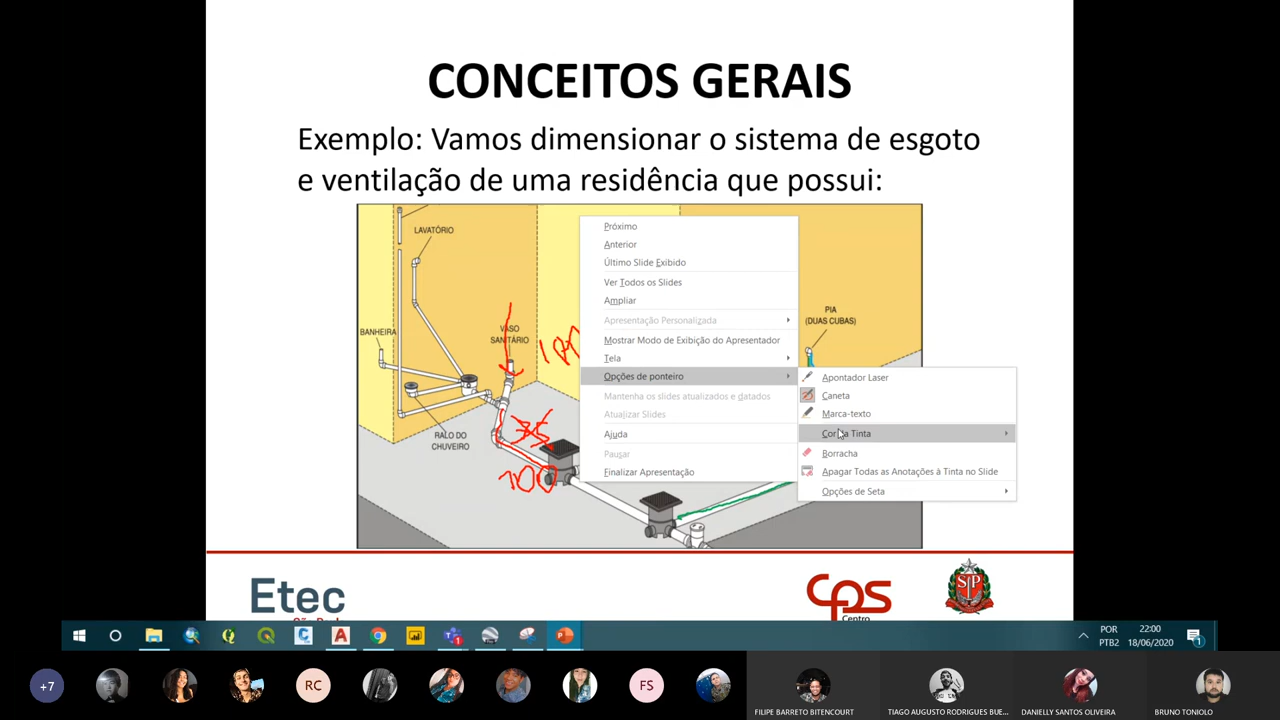 CONCEITOS GERAIS
Exemplo: Vamos dimensionar o sistema de esgoto
e ventilação de uma residência que possui:
LAVATÓRIO
BANHEIRA
VASO
SANITÁRIO
RALO DO
CHUVEIRO
75
100
PIA
(DUAS CUBAS)
Próximo
Anterior
Último Slide Exibido
Ver Todos os Slides
Ampliar
Apresentação Personalizada
Mostrar Modo de Exibição do Apresentador
Tela
Opções de ponteiro
Mantenha os slides atualizados e datados
Atualizar Slides
Ajuda
Pausar
Finalizar Apresentação
Apontador Laser
Caneta
Marca-texto
Cor da Tinta
Borracha
Apagar Todas as Anotações à Tinta no Slide
Opções de Seta
Etec
CPS
Centro
SP
POR
PTB2
22:00
18/06/2020
1
+7
RC
FS
FILIPE BARRETO BITENCOURT
TIAGO AUGUSTO RODRIGUES BUE...
DANIELLY SANTOS OLIVEIRA
BRUNO TONIOLO